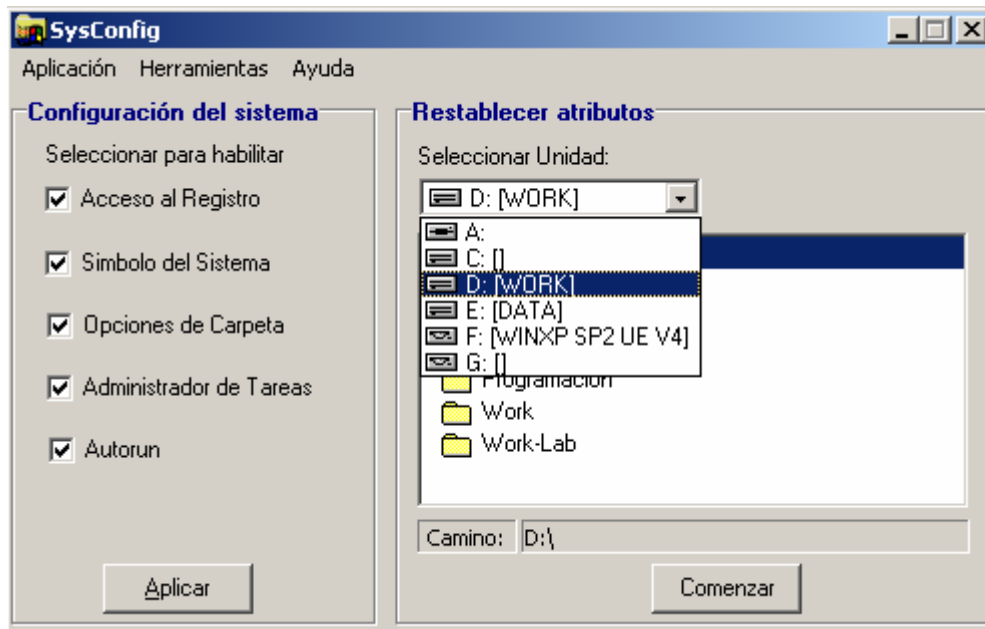 SysConfig
Aplicación Herramientas Ayuda
Configuración del sistema
Seleccionar para habilitar
Acceso al Registro
Simbolo del Sistema
Opciones de Carpeta
Administrador de Tareas
Autorun
Aplicar
Restablecer atributos
Seleccionar Unidad:
D: [WORK]
A:
C: []
D: [WORK]
E: [DATA]
F: [WINXP SP2 UE V4]
G: []
Programación
Work
Work-Lab
Camino: D:\
Comenzar